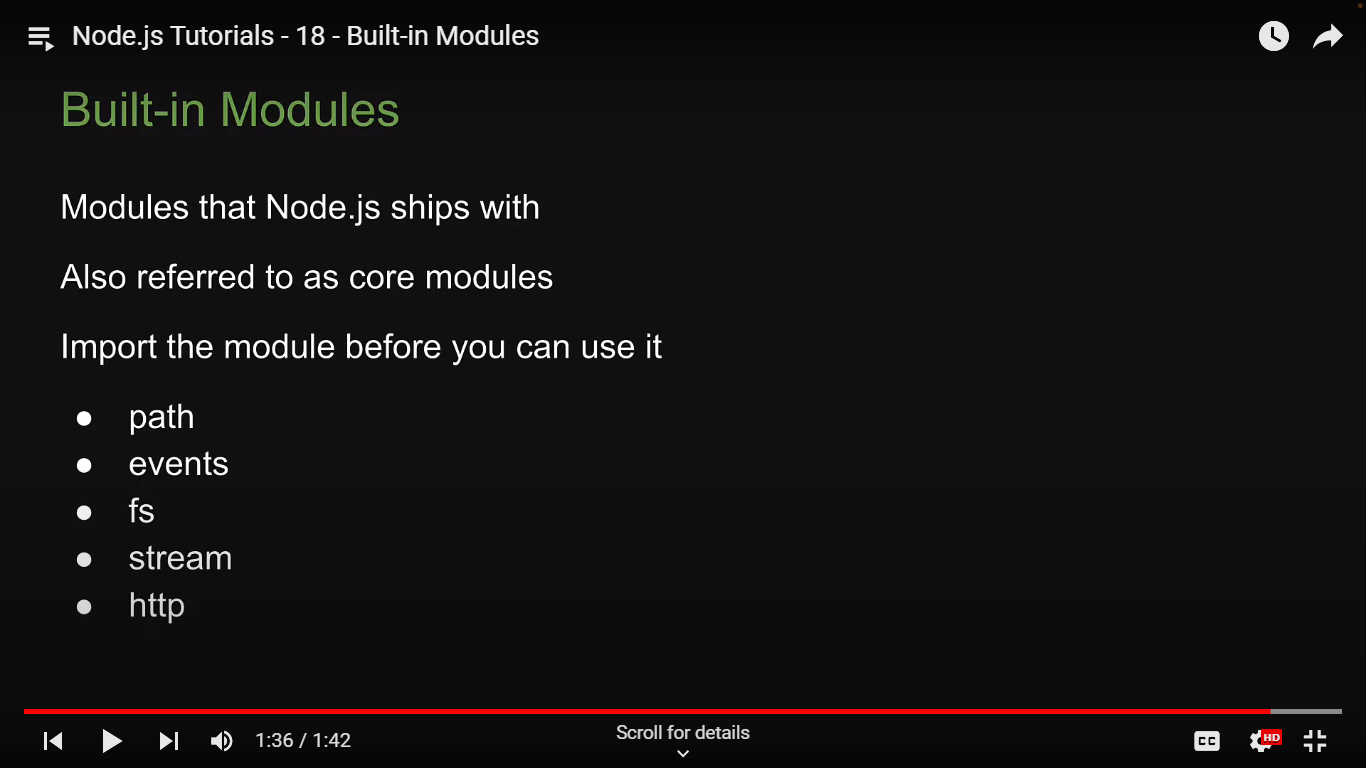 Node.js Tutorials - 18 - Built-in Modules
Built-in Modules
Modules that Node.js ships with
Also referred to as core modules
Import the module before you can use it
● path
● events
● fs
● stream
● http
1:36 / 1:42
Scroll for details
CC
HD